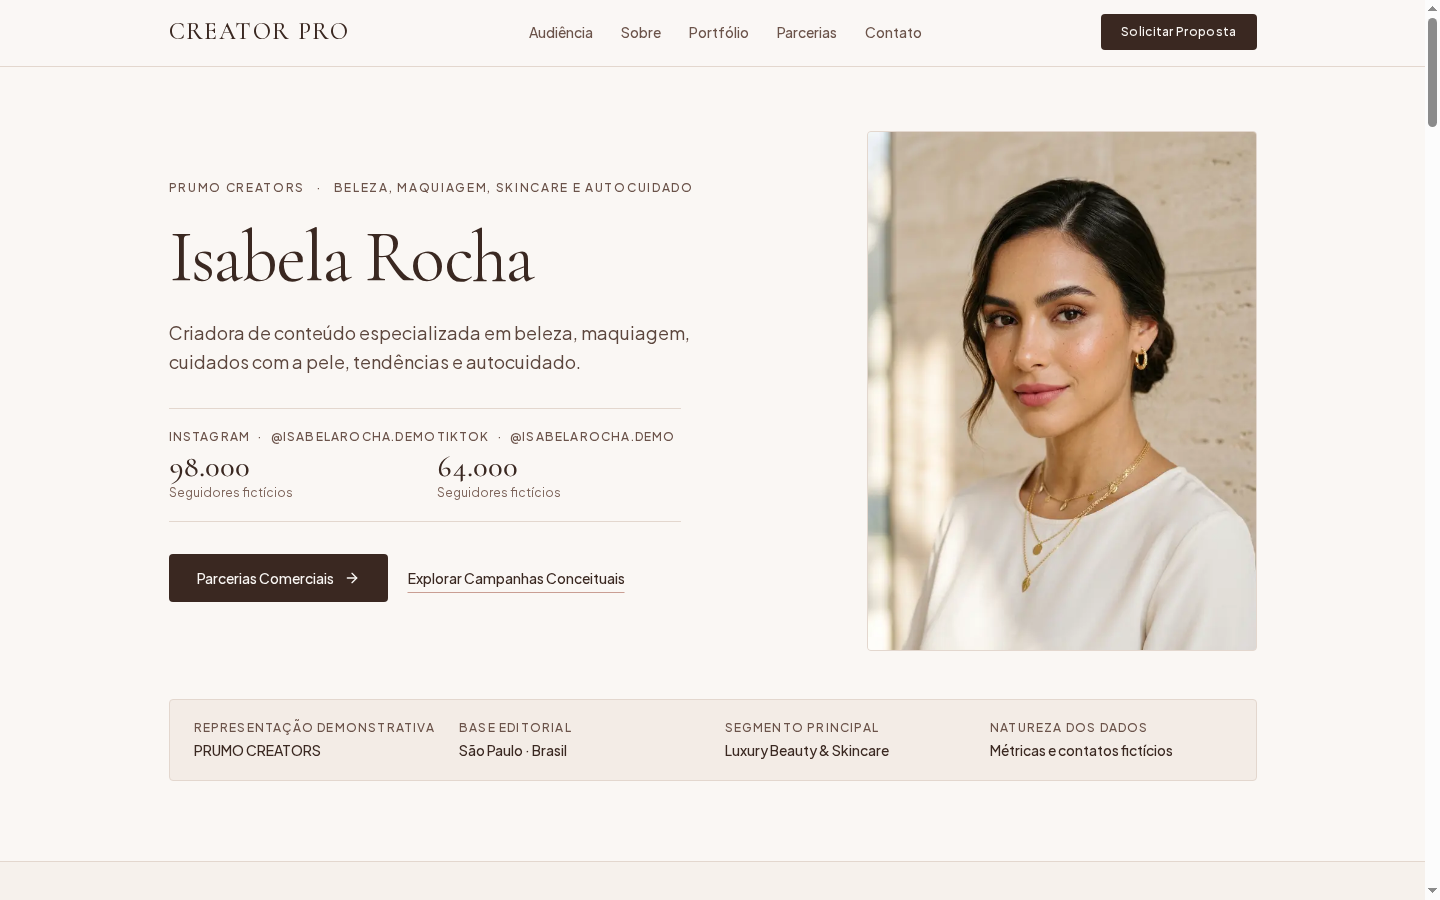 CREATOR PRO
Audiência Sobre Portfólio Parcerias Contato
Solicitar Proposta
PRUMO CREATORS · BELEZA, MAQUIAGEM, SKINCARE E AUTOCUIDADO
Isabela Rocha
Criadora de conteúdo especializada em beleza, maquiagem,
cuidados com a pele, tendências e autocuidado.
INSTAGRAM · @ISABELAROCHA.DEMO
98.000
Seguidores fictícios
TIKTOK · @ISABELAROCHA.DEMO
64.000
Seguidores fictícios
Parcerias Comerciais →
Explorar Campanhas Conceituais
REPRESENTAÇÃO DEMONSTRATIVA
PRUMO CREATORS
BASE EDITORIAL
São Paulo · Brasil
SEGMENTO PRINCIPAL
Luxury Beauty & Skincare
NATUREZA DOS DADOS
Métricas e contatos fictícios